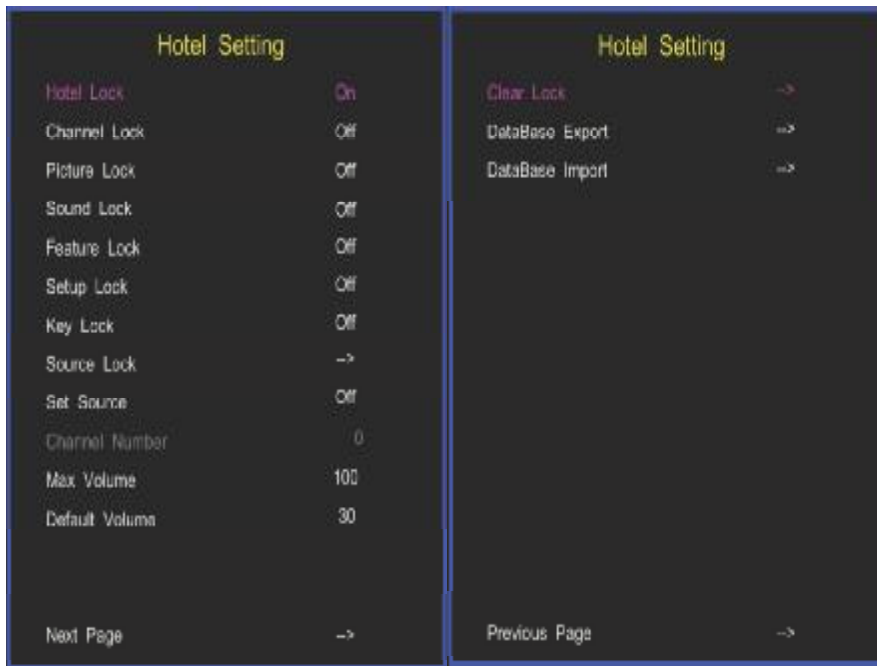 Hotel Setting
Hotel Lock On
Channel Lock Off
Picture Lock Off
Sound Lock Off
Feature Lock Off
Setup Lock Off
Key Lock Off
Source Lock -->
Set Source Off
Channel Number 0
Max Volume 100
Default Volume 30
Next Page -->
Hotel Setting
Clear Lock -->
DataBase Export -->
DataBase Import -->
Previous Page -->